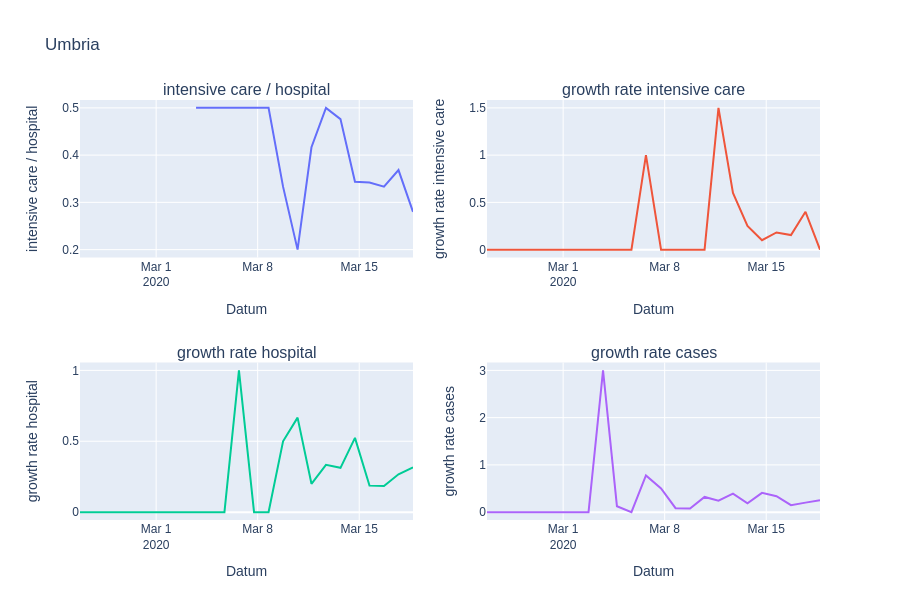 Umbria
intensive care / hospital
growth rate intensive care
intensive care / hospital
0.5
0.4
0.3
0.2
Mar 1
2020
Mar 8
Mar 15
Datum
growth rate intensive care
1.5
1
0.5
0
Mar 1
2020
Mar 8
Mar 15
Datum
growth rate hospital
growth rate cases
growth rate hospital
1
0.5
0
Mar 1
2020
Mar 8
Mar 15
Datum
growth rate cases
3
2
1
0
Mar 1
2020
Mar 8
Mar 15
Datum